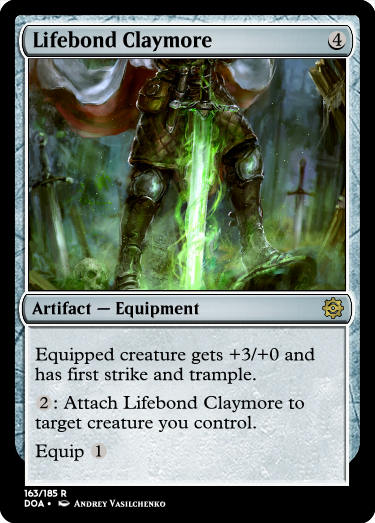 Lifebond Claymore 4
Artifact — Equipment
Equipped creature gets +3/+0 and
has first strike and trample.
2: Attach Lifebond Claymore to
target creature you control.
Equip 1
163/185 R
DOA • Andrey Vasilchenko